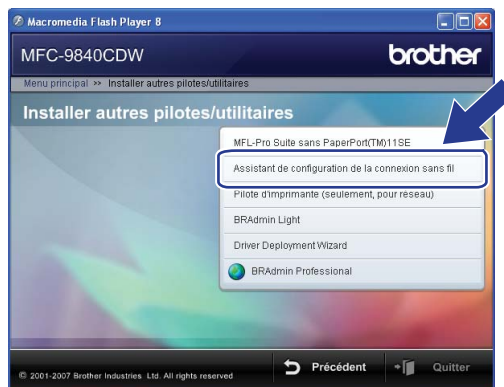 Macromedia Flash Player 8
MFC-9840CDW
brother
Menu principal >> Installer autres pilotes/utilitaires
Installer autres pilotes/utilitaires
MFL-Pro Suite sans PaperPort(TM)11SE
Assistant de configuration de la connexion sans fil
Pilote d'imprimante (seulement, pour réseau)
BRAdmin Light
Driver Deployment Wizard
BRAdmin Professional
© 2001-2007 Brother Industries Ltd. All rights reserved
Précédent
Quitter